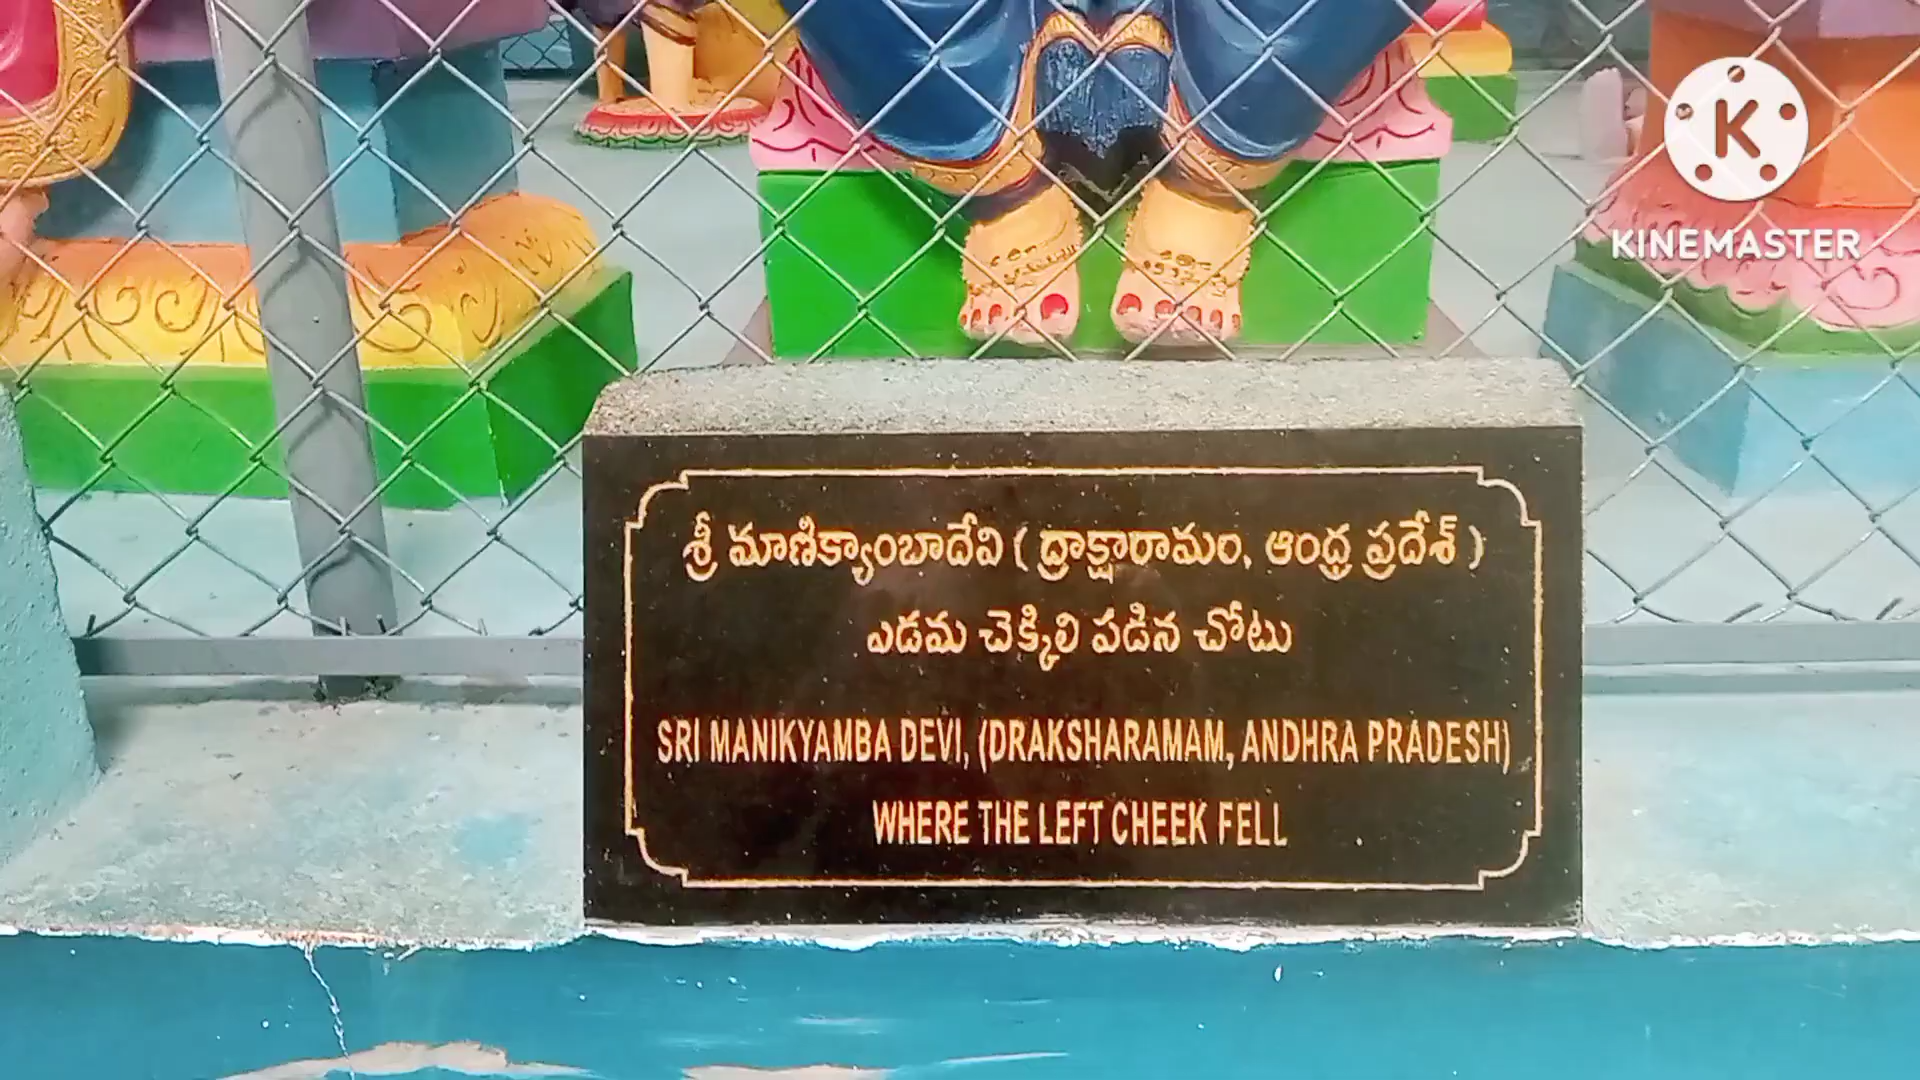 K
KINEMASTER
శ్రీ మాణిక్యాంబాదేవి ( ద్రాక్షారామం, ఆంధ్ర ప్రదేశ్ )
ఎడమ చెక్కిలి పడిన చోటు
SRI MANIKYAMBA DEVI, (DRAKSHARAMAM, ANDHRA PRADESH)
WHERE THE LEFT CHEEK FELL